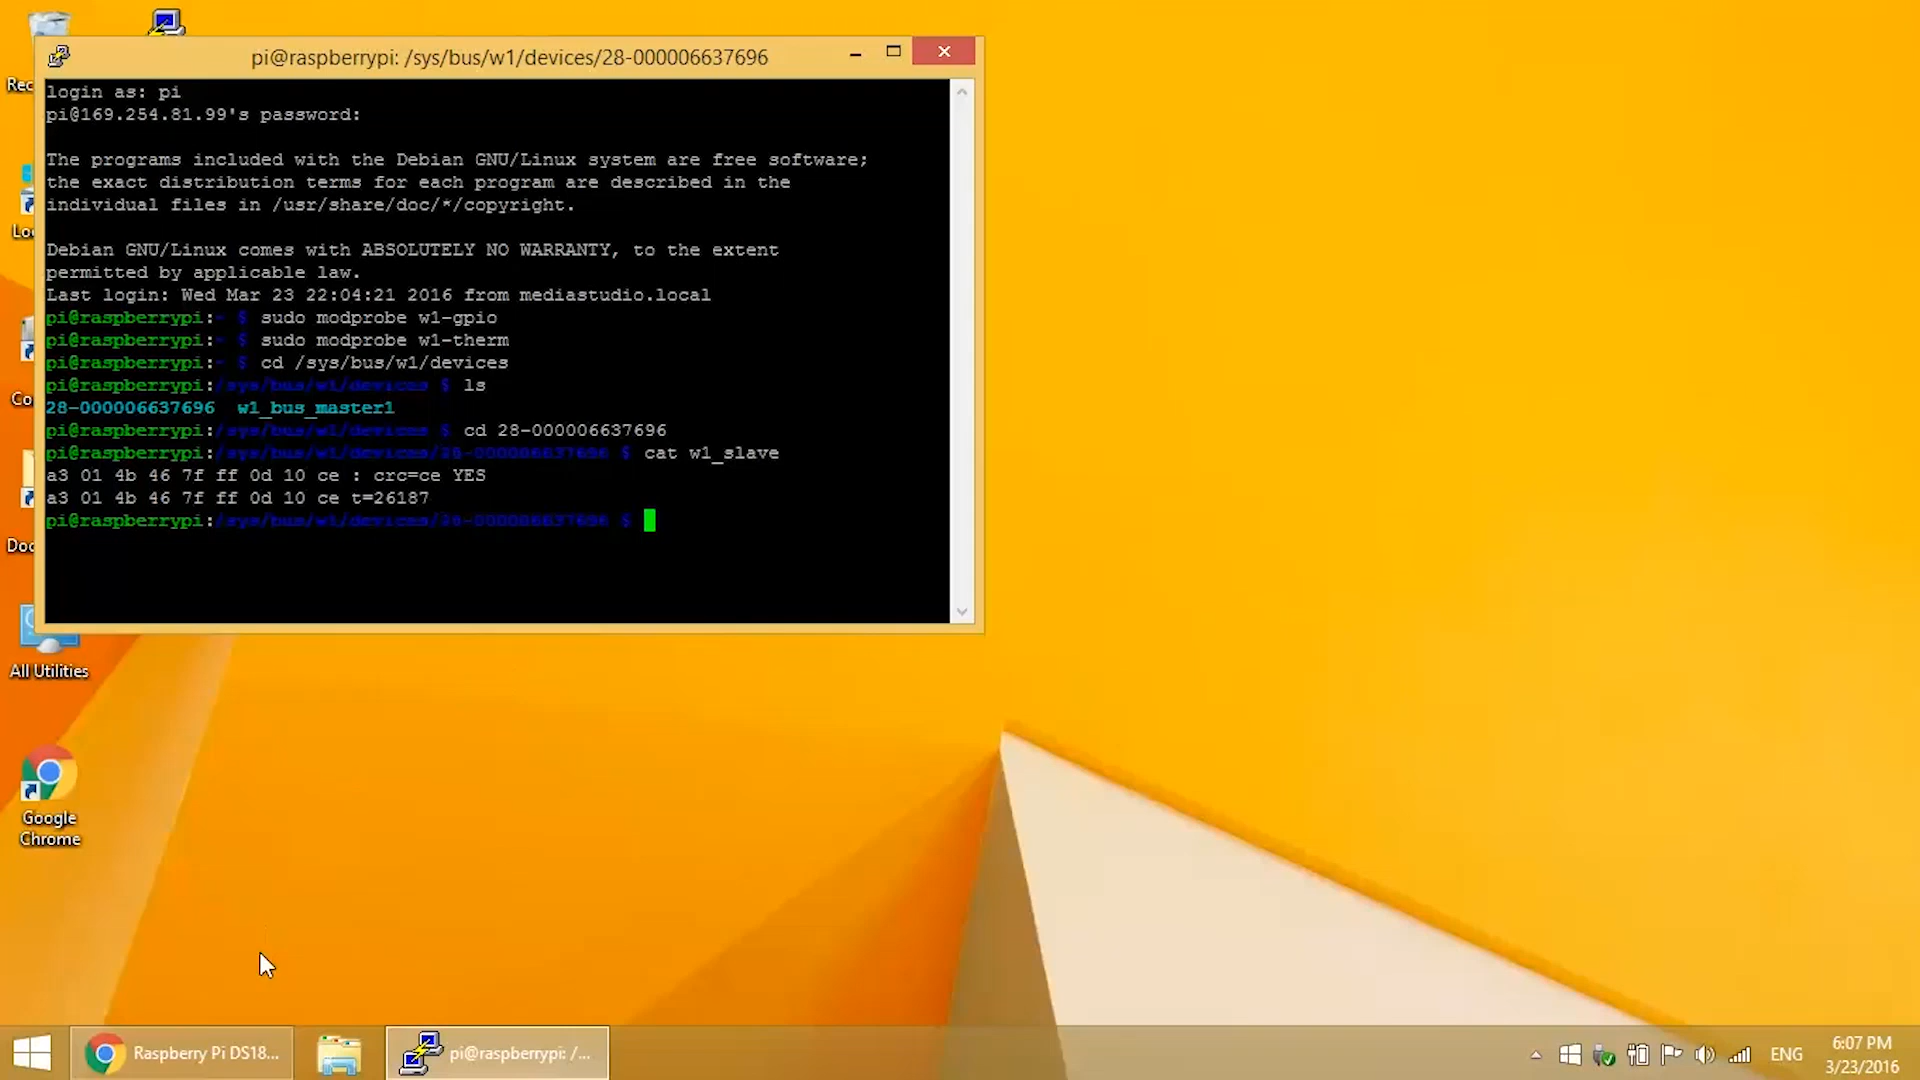 pi@raspberrypi: /sys/bus/w1/devices/28-000006637696
login as: pi
pi@169.254.81.99's password:
The programs included with the Debian GNU/Linux system are free software;
the exact distribution terms for each program are described in the
individual files in /usr/share/doc/*/copyright.
Debian GNU/Linux comes with ABSOLUTELY NO WARRANTY, to the extent
permitted by applicable law.
Last login: Wed Mar 23 22:04:21 2016 from mediastudio.local
pi@raspberrypi:~ $ sudo modprobe w1-gpio
pi@raspberrypi:~ $ sudo modprobe w1-therm
pi@raspberrypi:~ $ cd /sys/bus/w1/devices
pi@raspberrypi:/sys/bus/w1/devices $ ls
28-000006637696  w1_bus_master1
pi@raspberrypi:/sys/bus/w1/devices $ cd 28-000006637696
pi@raspberrypi:/sys/bus/w1/devices/28-000006637696 $ cat w1_slave
a3 01 4b 46 7f ff 0d 10 ce : crc=ce YES
a3 01 4b 46 7f ff 0d 10 ce t=26187
pi@raspberrypi:/sys/bus/w1/devices/28-000006637696 $
Rec
Loc
Co
Doc
All Utilities
Google
Chrome
Raspberry Pi DS18...
pi@raspberrypi: /...
ENG
6:07 PM
3/23/2016